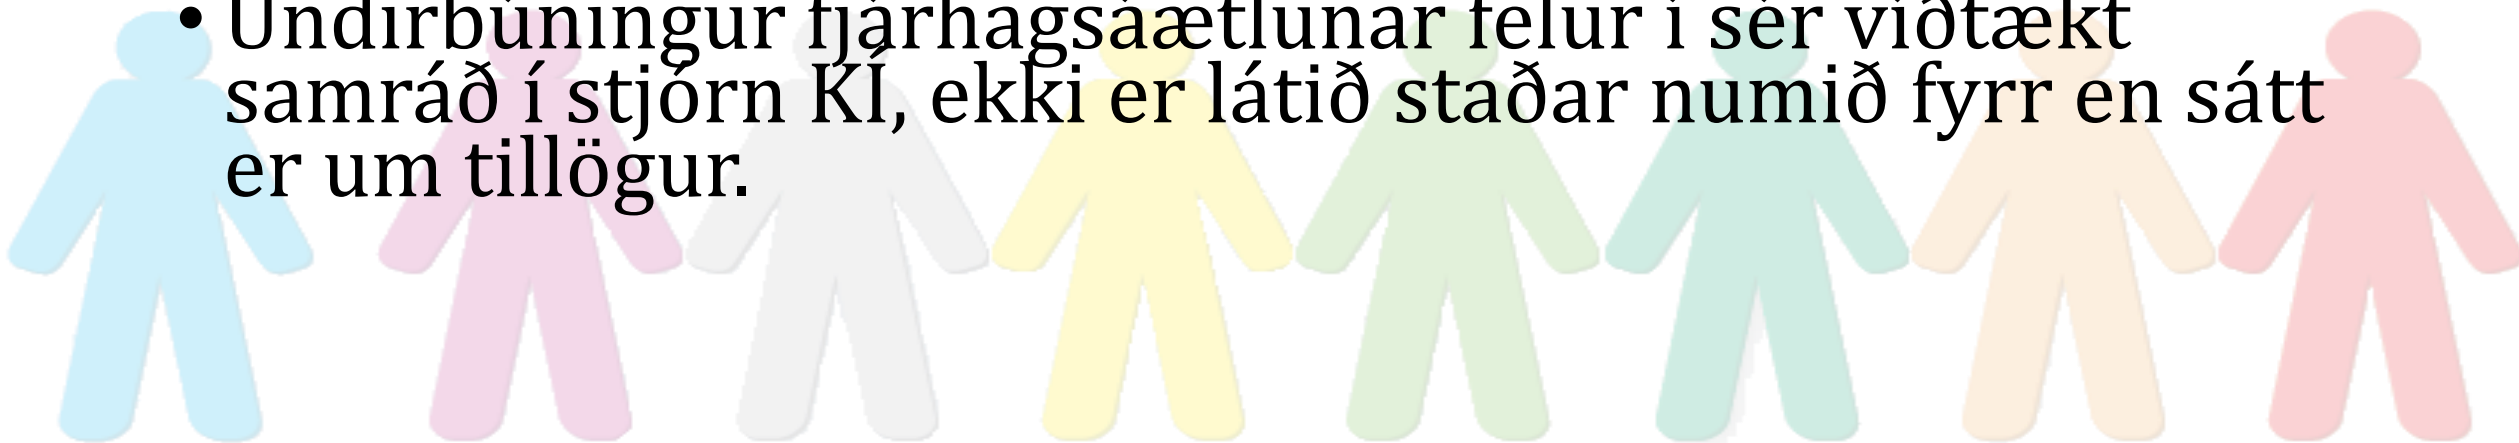 • Undirbúningur fjárhagsáætlunar felur í sér víðtækt
samráð í stjórn KÍ, ekki er látið staðar numið fyrr en sátt
er um tillögur.